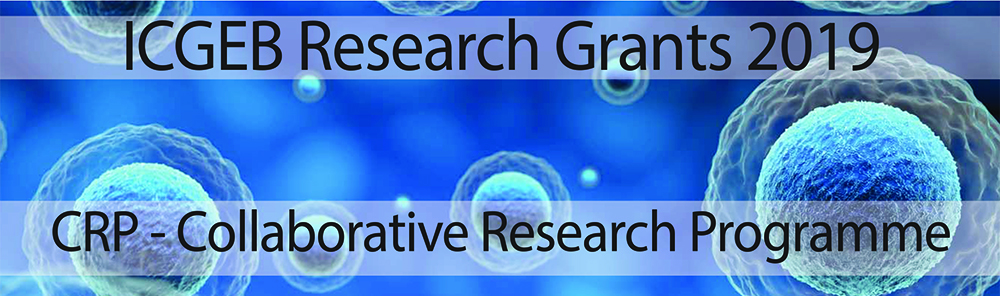 ICGEB Research Grants 2019
CRP - Collaborative Research Programme